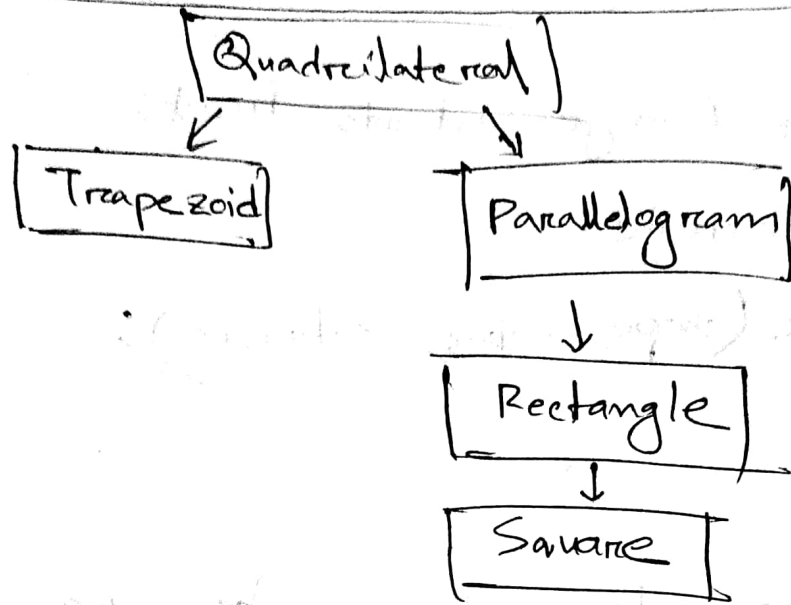 Quadrilateral
Trapezoid
Parallelogram
Rectangle
Square